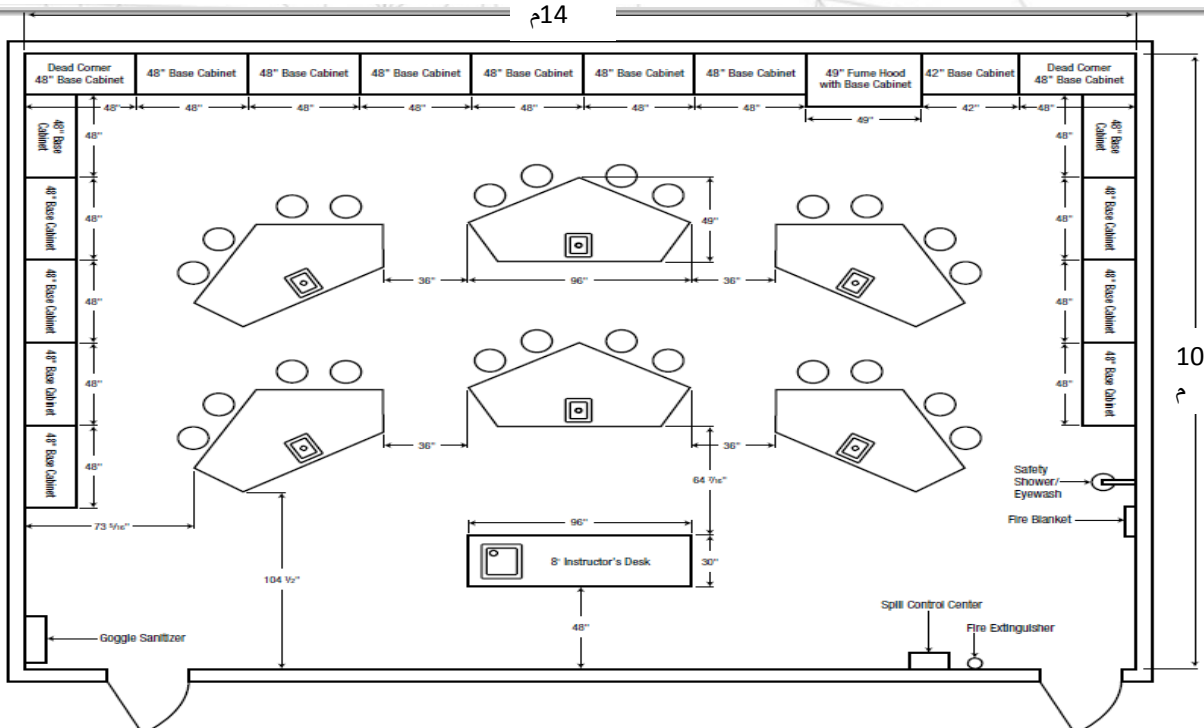 14م
Dead Corner
48" Base Cabinet
48" Base Cabinet
48" Base Cabinet
48" Base Cabinet
48" Base Cabinet
48" Base Cabinet
48" Base Cabinet
49" Fume Hood
with Base Cabinet
42" Base Cabinet
Dead Corner
48" Base Cabinet
48"
48"
48"
48"
48"
48"
48"
49"
42"
48"
48" Base
Cabinet
48"
48"
48" Base
Cabinet
48" Base Cabinet
48"
49"
48"
48" Base Cabinet
36"
96"
36"
48" Base Cabinet
48"
48"
48" Base Cabinet
10
م
48" Base Cabinet
48"
48"
48" Base Cabinet
48" Base Cabinet
48"
36"
36"
64 7/16"
Safety
Shower/
Eyewash
Fire Blanket
73 5/16"
96"
8' Instructor's Desk
30"
104 1/2"
48"
Spill Control Center
Fire Extinguisher
Goggle Sanitizer